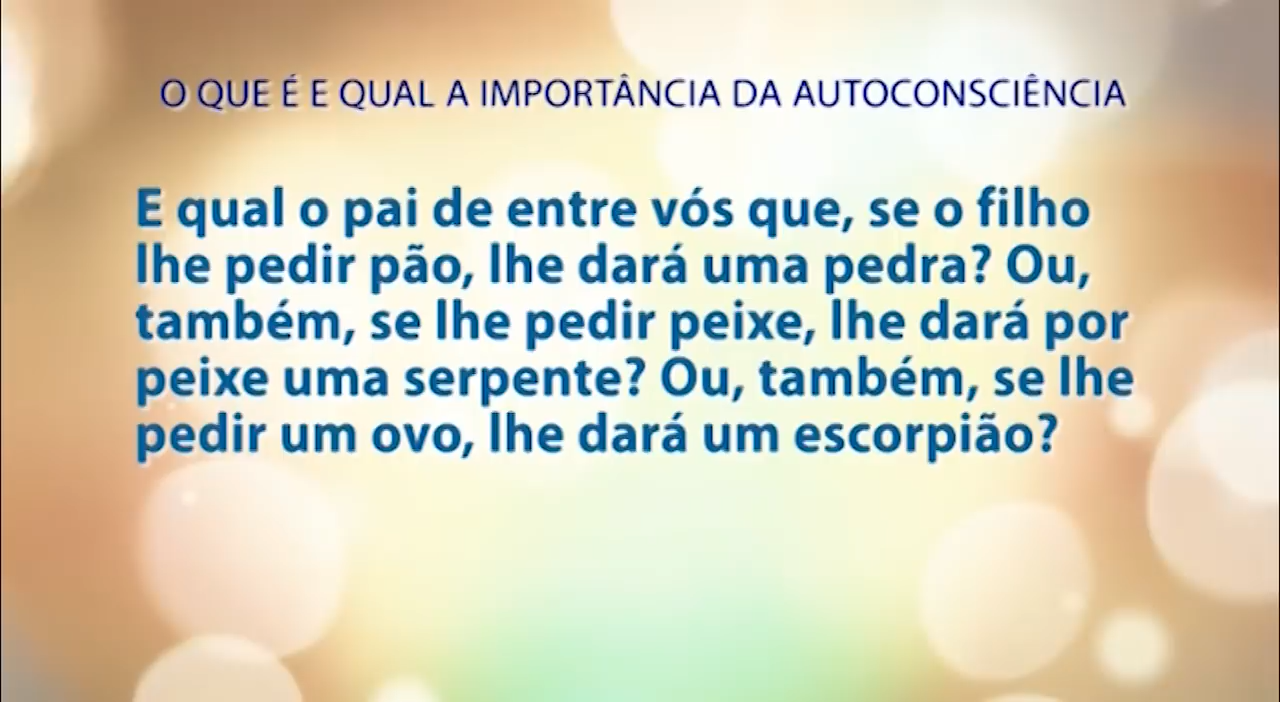 O QUE É E QUAL A IMPORTÂNCIA DA AUTOCONSCIÊNCIA
E qual o pai de entre vós que, se o filho
lhe pedir pão, lhe dará uma pedra? Ou,
também, se lhe pedir peixe, lhe dará por
peixe uma serpente? Ou, também, se lhe
pedir um ovo, lhe dará um escorpião?